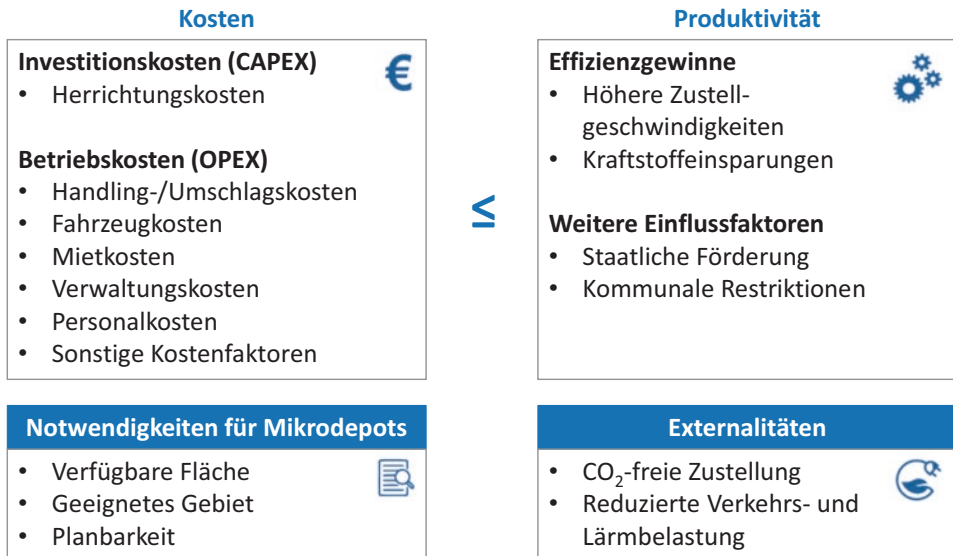 Kosten
Investitionskosten (CAPEX)
€
• Herrichtungskosten
Betriebskosten (OPEX)
• Handling-/Umschlagskosten
• Fahrzeugkosten
• Mietkosten
• Verwaltungskosten
• Personalkosten
• Sonstige Kostenfaktoren
≤
Produktivität
Effizienzgewinne
• Höhere Zustell-
geschwindigkeiten
• Kraftstoffeinsparungen
Weitere Einflussfaktoren
• Staatliche Förderung
• Kommunale Restriktionen
Notwendigkeiten für Mikrodepots
• Verfügbare Fläche
• Geeignetes Gebiet
• Planbarkeit
Externalitäten
• CO₂-freie Zustellung
• Reduzierte Verkehrs- und
Lärmbelastung